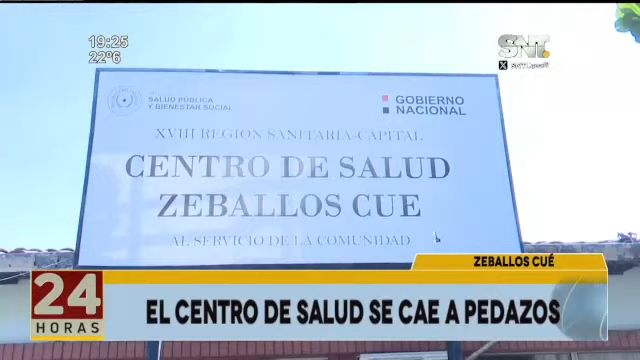 19:25
22°6
SNT
SALUD PÚBLICA
Y BIENESTAR SOCIAL
GOBIERNO
NACIONAL
XVIII REGION SANITARIA-CAPITAL
CENTRO DE SALUD
ZEBALLOS CUE
AL SERVICIO DE LA COMUNIDAD
ZEBALLOS CUÉ
24
HORAS
EL CENTRO DE SALUD SE CAE A PEDAZOS